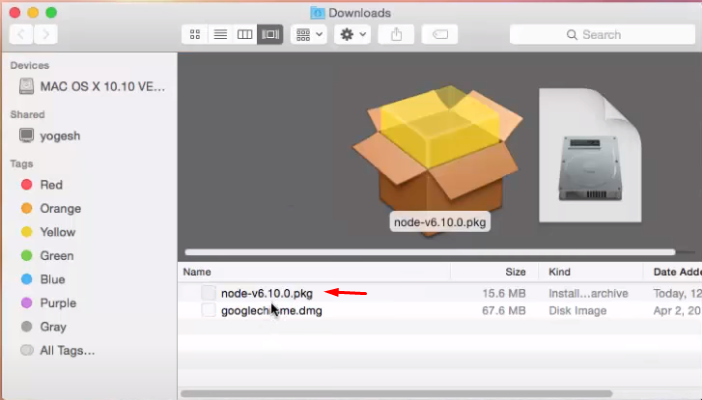 Downloads
Search
Devices
MAC OS X 10.10 VE...
Shared
yogesh
Tags
Red
Orange
Yellow
Green
Blue
Purple
Gray
All Tags...
node-v6.10.0.pkg
Name Size Kind Date Adde
node-v6.10.0.pkg 15.6 MB Install...archive Today, 12
googlechrome.dmg 67.6 MB Disk Image Apr 2, 20